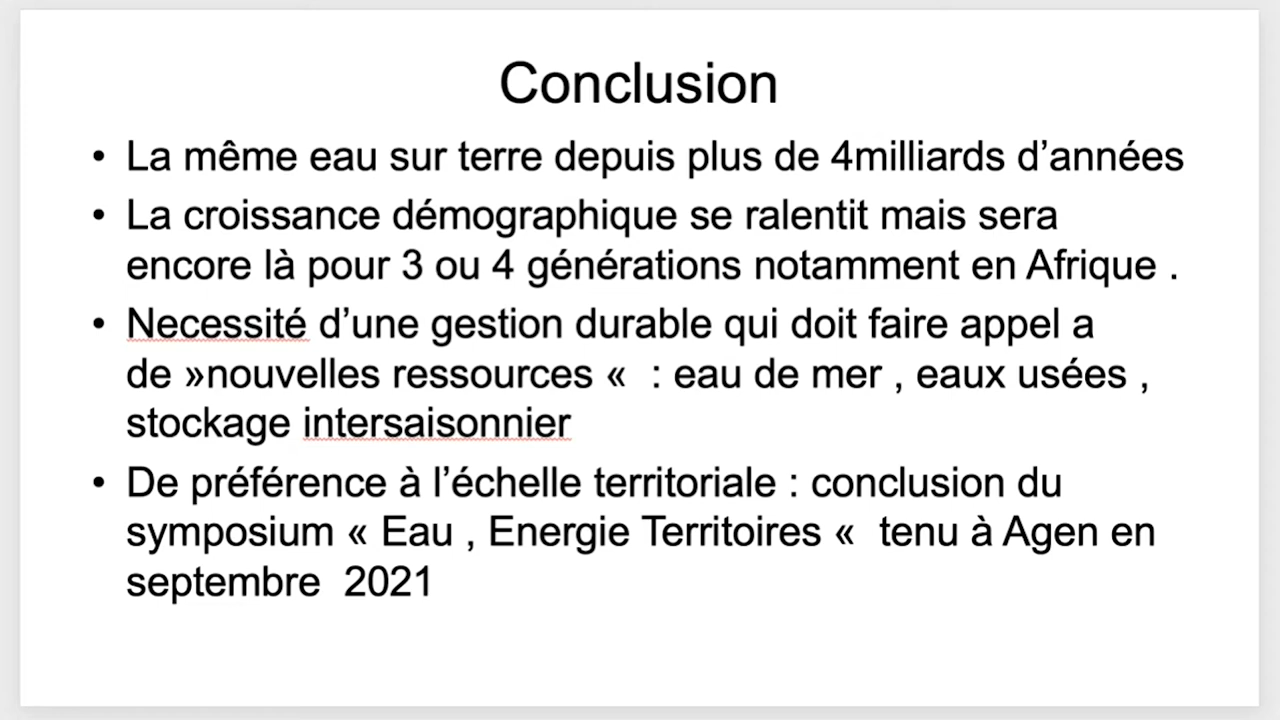 Conclusion
• La même eau sur terre depuis plus de 4milliards d’années
• La croissance démographique se ralentit mais sera
encore là pour 3 ou 4 générations notamment en Afrique .
• Necessité d’une gestion durable qui doit faire appel a
de »nouvelles ressources «  : eau de mer , eaux usées ,
stockage intersaisonnier
• De préférence à l’échelle territoriale : conclusion du
symposium « Eau , Energie Territoires «  tenu à Agen en
septembre  2021